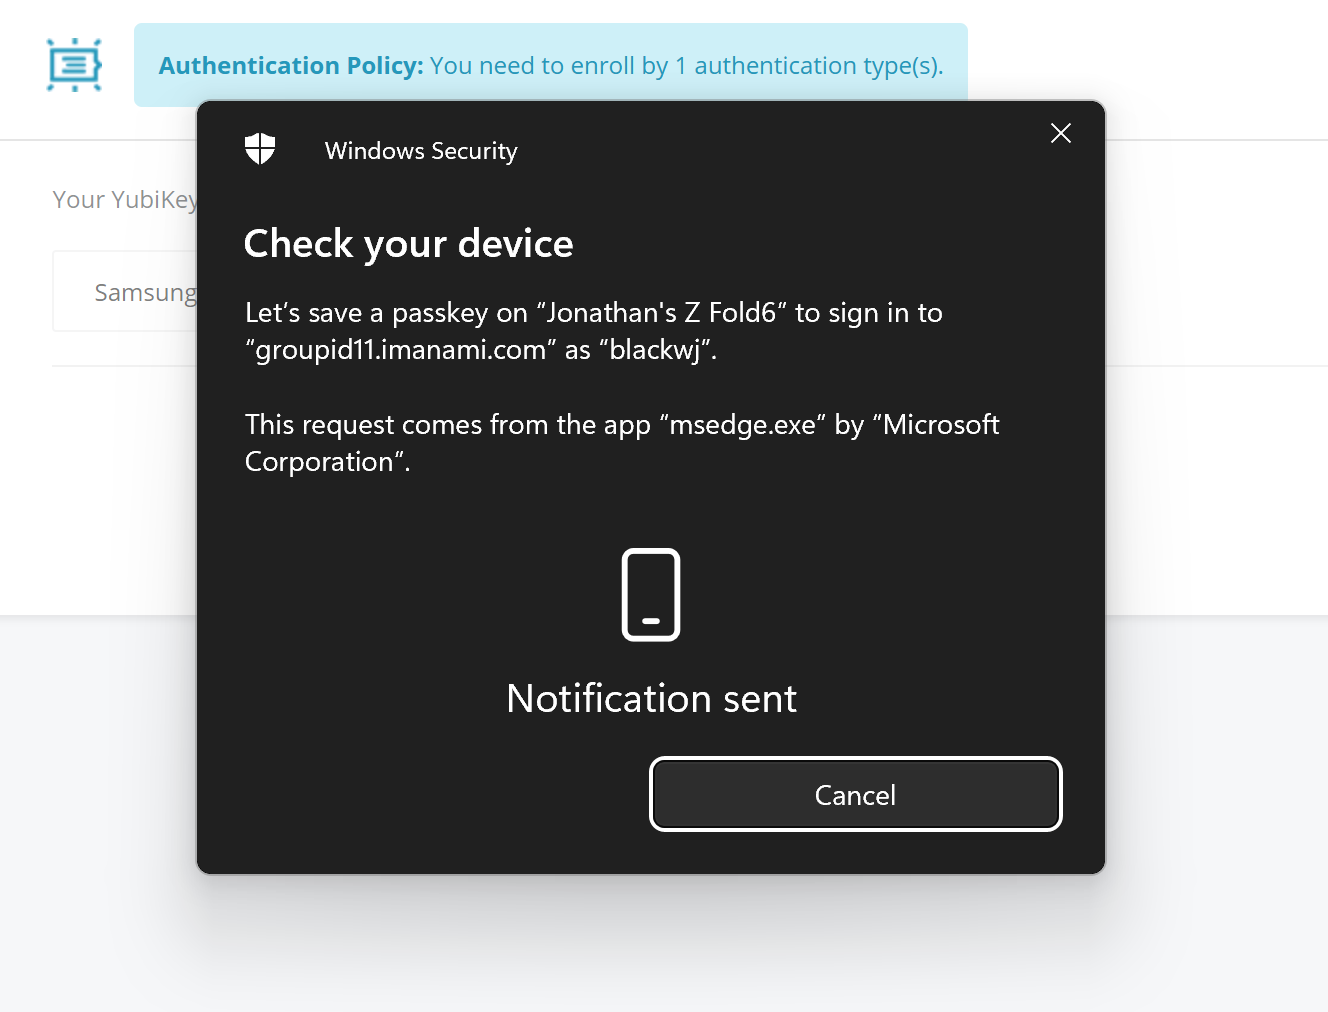 Authentication Policy: You need to enroll by 1 authentication type(s).
Windows Security
Your YubiKey
Check your device
Samsung
Let’s save a passkey on “Jonathan's Z Fold6” to sign in to
“groupid11.imanami.com” as “blackwj”.
This request comes from the app “msedge.exe” by “Microsoft
Corporation”.
Notification sent
Cancel